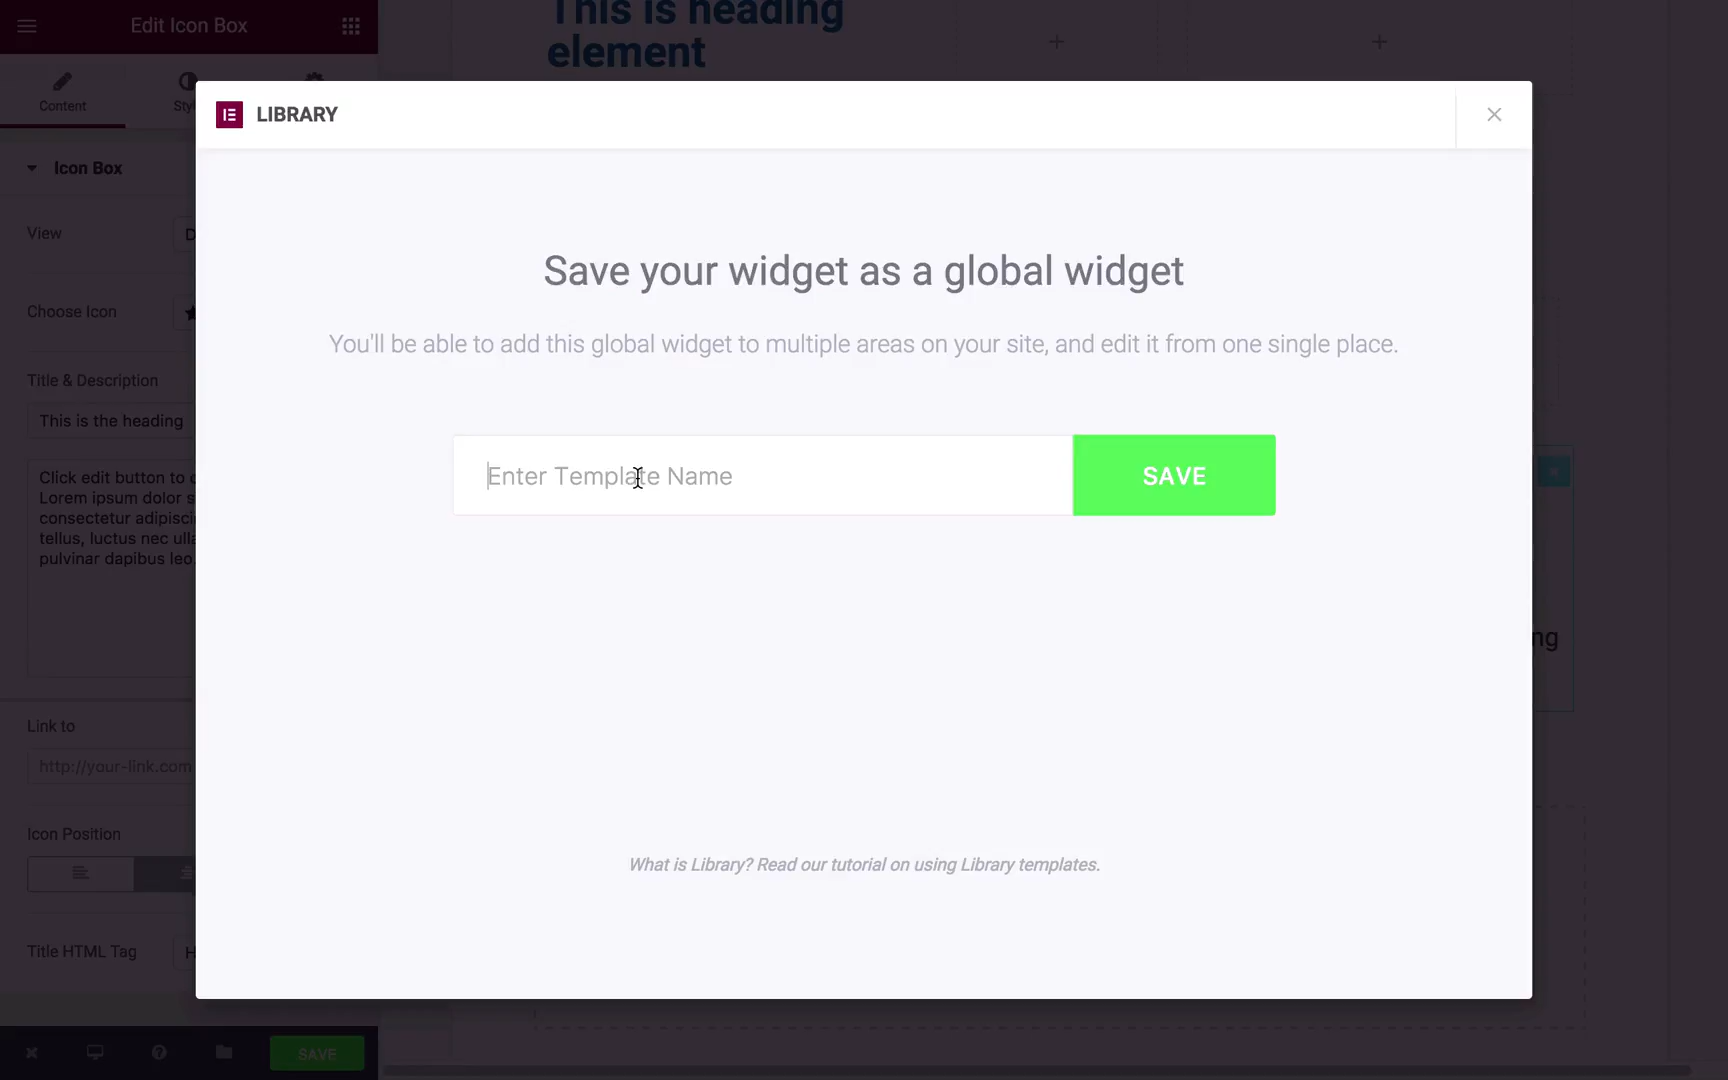 Edit Icon Box
This is heading
element
Content
LIBRARY
Icon Box
Save your widget as a global widget
You'll be able to add this global widget to multiple areas on your site, and edit it from one single place.
View
Choose Icon
Title & Description
This is the heading
Enter Template Name
SAVE
Click edit button to
Lorem ipsum dolor
consectetur
tellus, luctus nec
pulvinar dapibus leo.
Link to
http://your-link.com
Icon Position
What is Library? Read our tutorial on using Library templates.
Title HTML Tag
SAVE